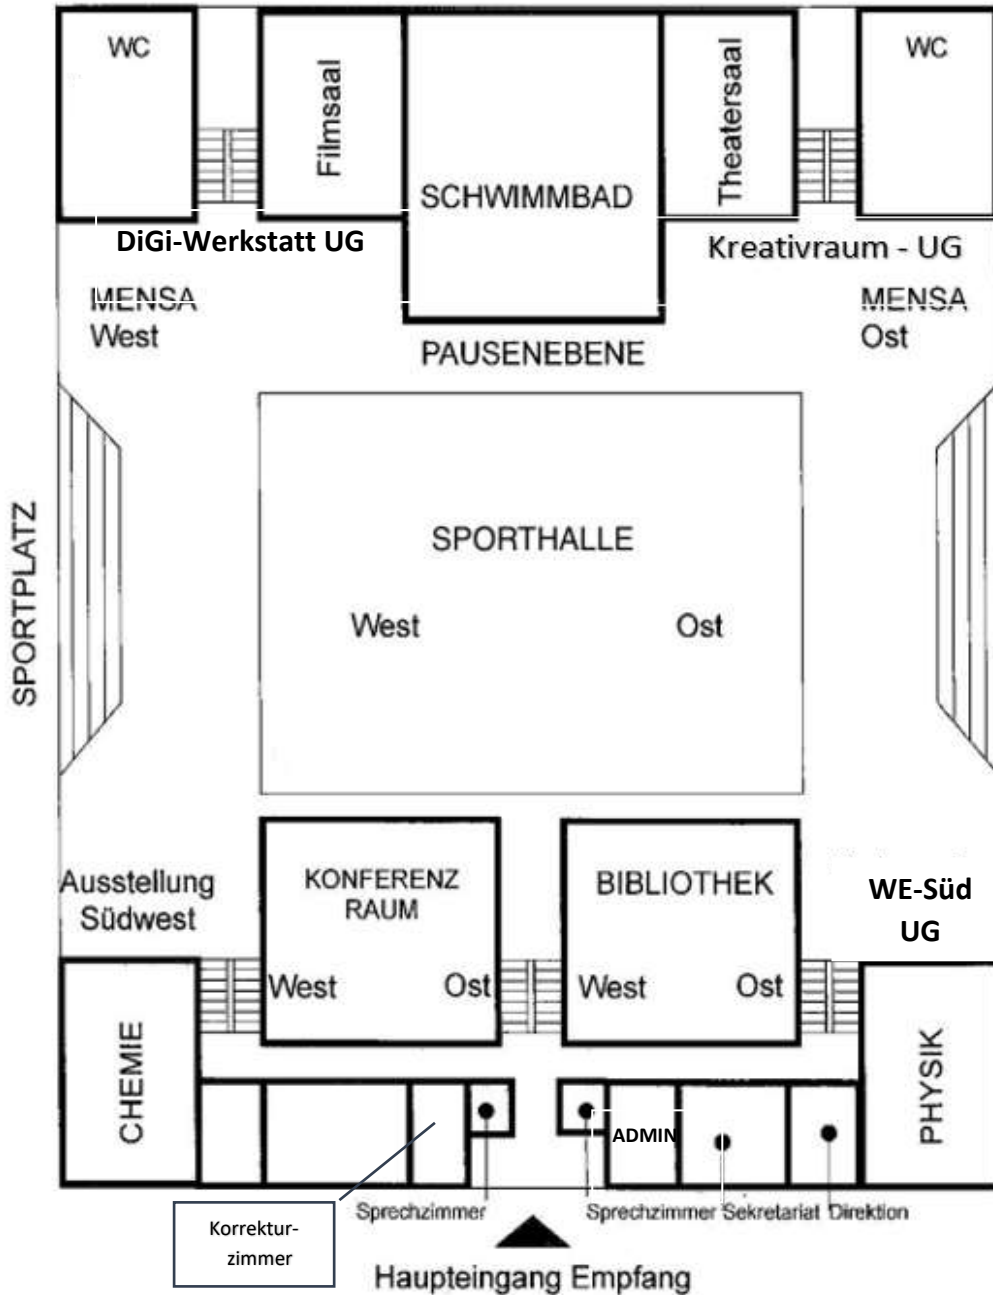 WC
Filmsaal
SCHWIMMBAD
Theatersaal
WC
DiGi-Werkstatt UG
Kreativraum - UG
MENSA
West
MENSA
Ost
PAUSENEBENE
SPORTPLATZ
SPORTHALLE
West
Ost
Ausstellung
Südwest
KONFERENZ
RAUM
West
Ost
BIBLIOTHEK
West
Ost
WE-Süd
UG
CHEMIE
PHYSIK
ADMIN
Korrektur-
zimmer
Sprechzimmer
Sprechzimmer Sekretariat Direktion
Haupteingang Empfang